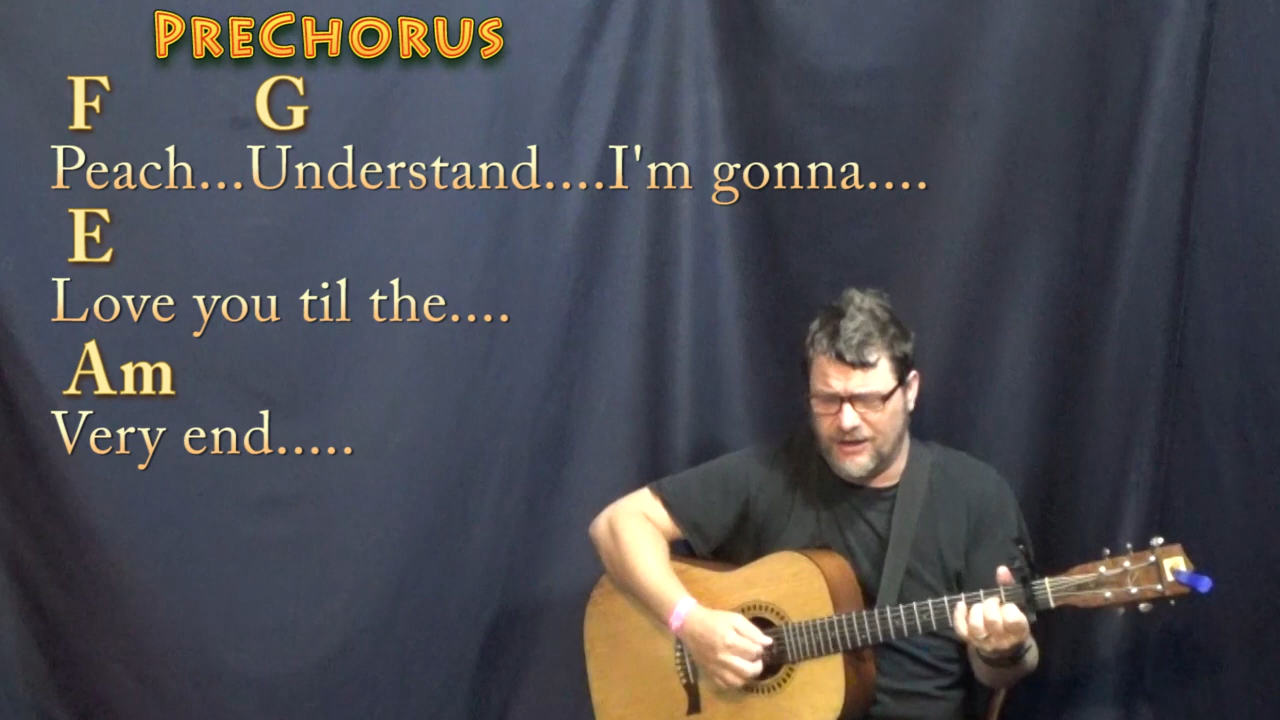 PreChorus
F G
Peach...Understand....I'm gonna....
E
Love you til the....
Am
Very end.....